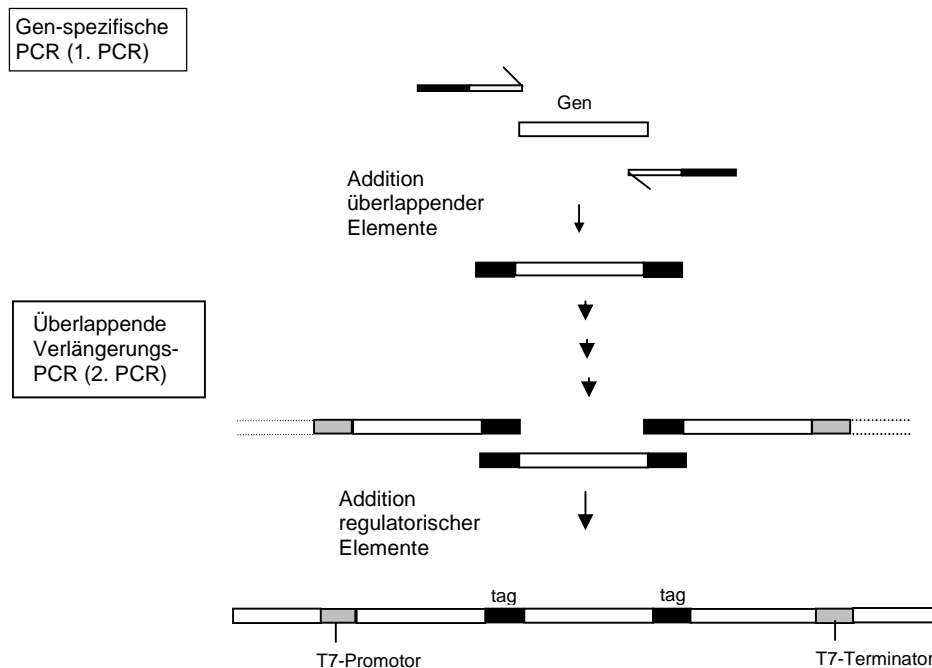 Gen-spezifische
PCR (1. PCR)
Gen
Addition
überlappender
Elemente
Überlappende
Verlängerungs-
PCR (2. PCR)
Addition
regulatorischer
Elemente
tag
tag
T7-Promotor
T7-Terminator